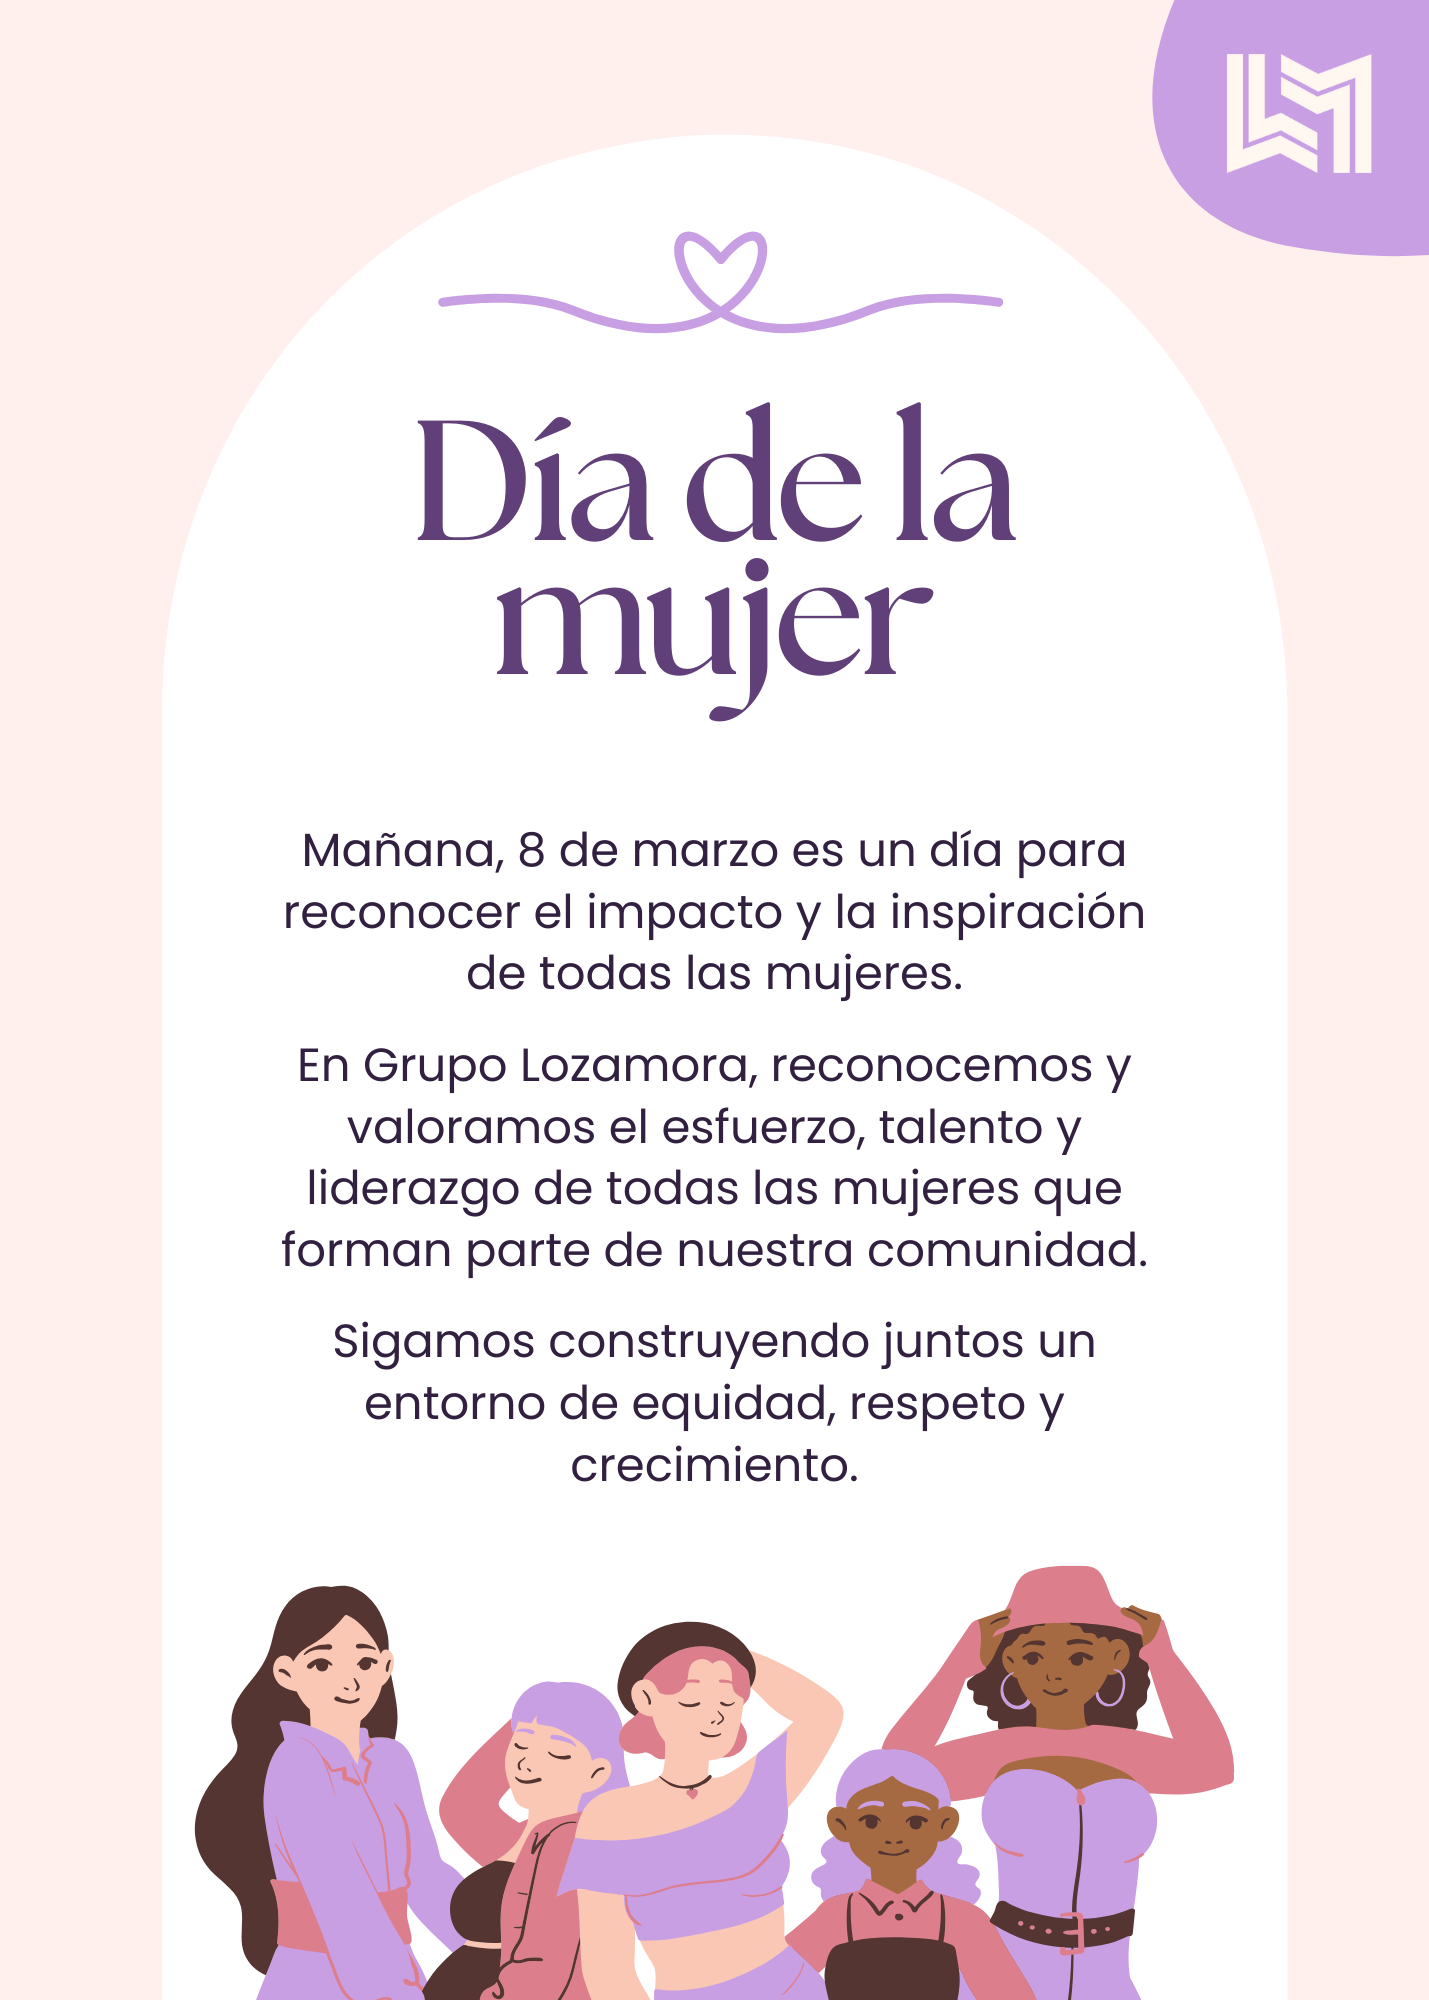 Día de la
mujer
Mañana, 8 de marzo es un día para
reconocer el impacto y la inspiración
de todas las mujeres.
En Grupo Lozamora, reconocemos y
valoramos el esfuerzo, talento y
liderazgo de todas las mujeres que
forman parte de nuestra comunidad.
Sigamos construyendo juntos un
entorno de equidad, respeto y
crecimiento.